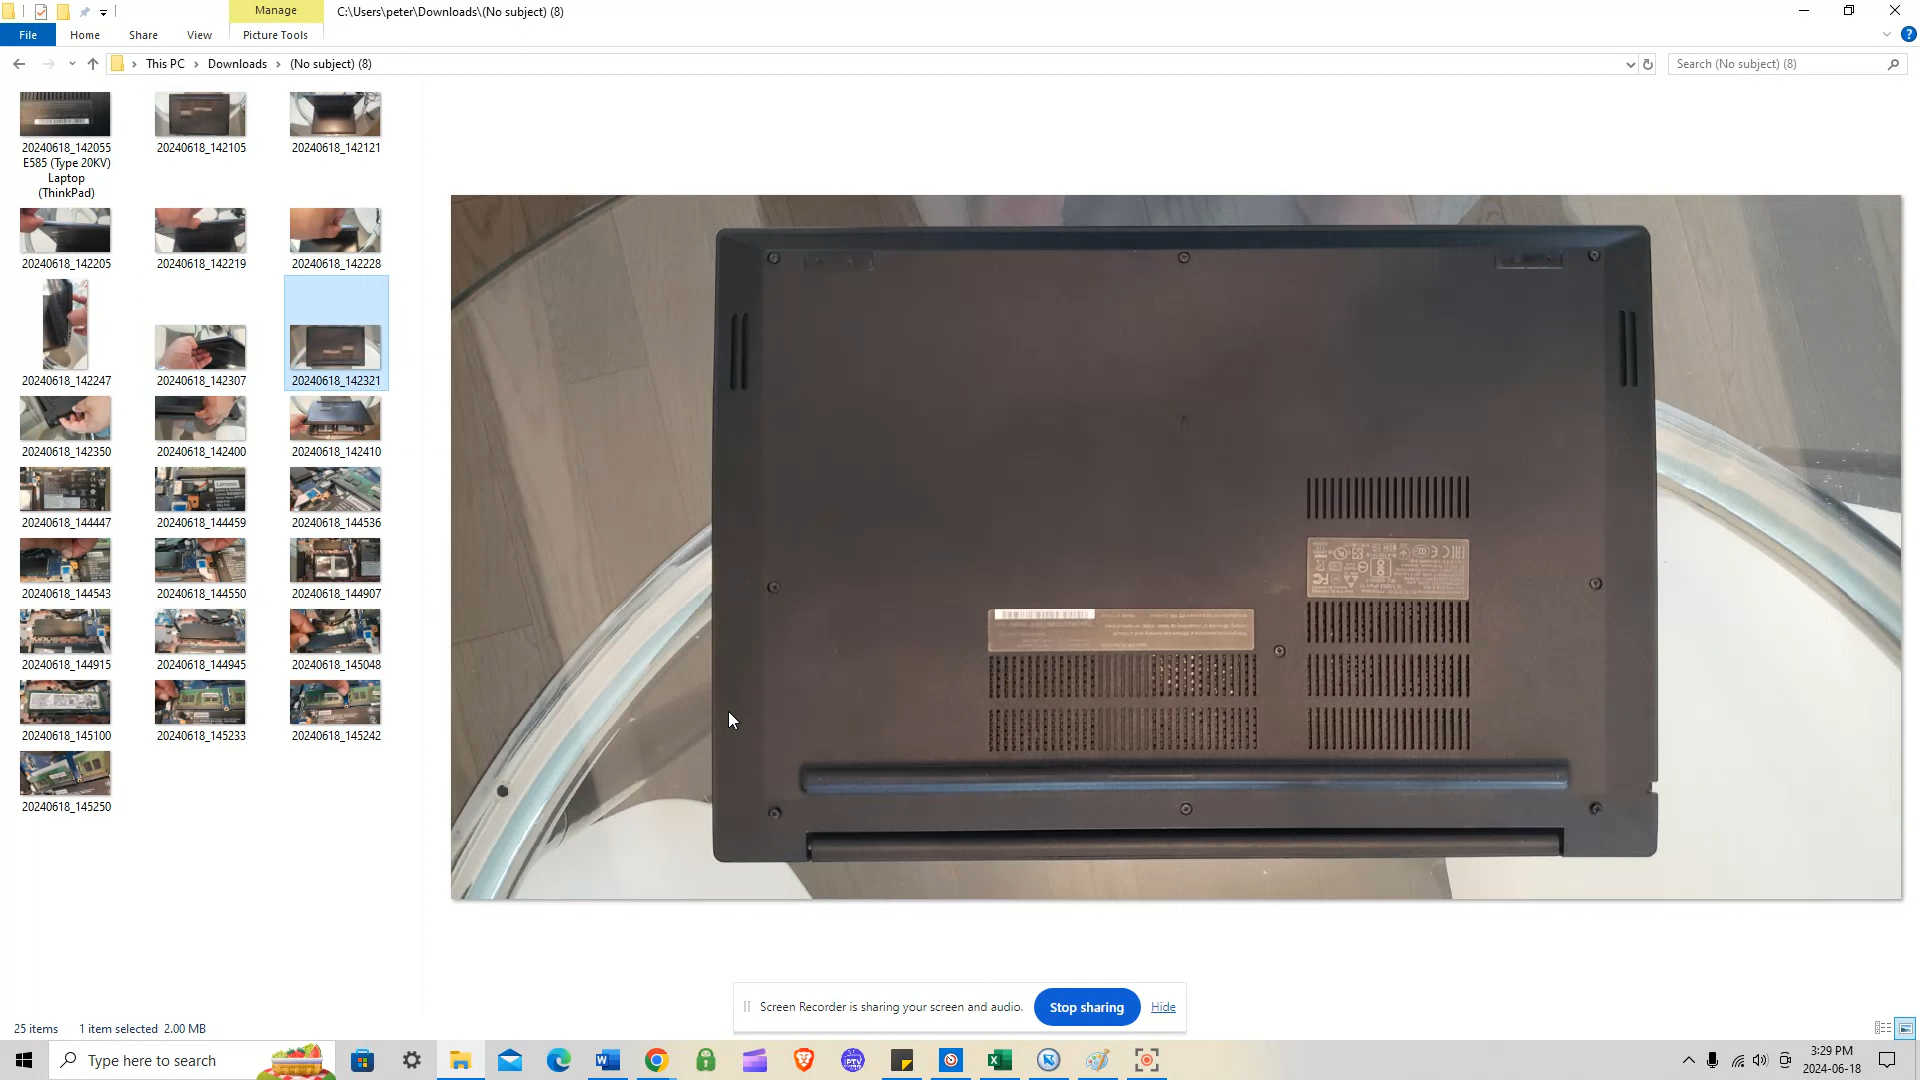 Manage
C:\Users\peter\Downloads\(No subject) (8)
File
Home
Share
View
Picture Tools
This PC
Downloads
(No subject) (8)
Search (No subject) (8)
20240618_142055
E585 (Type 20KV)
Laptop
(ThinkPad)
20240618_142105
20240618_142121
20240618_142205
20240618_142219
20240618_142228
20240618_142247
20240618_142307
20240618_142321
20240618_142350
20240618_142400
20240618_142410
20240618_144447
20240618_144459
20240618_144536
20240618_144543
20240618_144550
20240618_144907
20240618_144915
20240618_144945
20240618_145048
20240618_145100
20240618_145233
20240618_145242
20240618_145250
Screen Recorder is sharing your screen and audio.
Stop sharing
Hide
25 items
1 item selected 2.00 MB
Type here to search
3:29 PM
2024-06-18